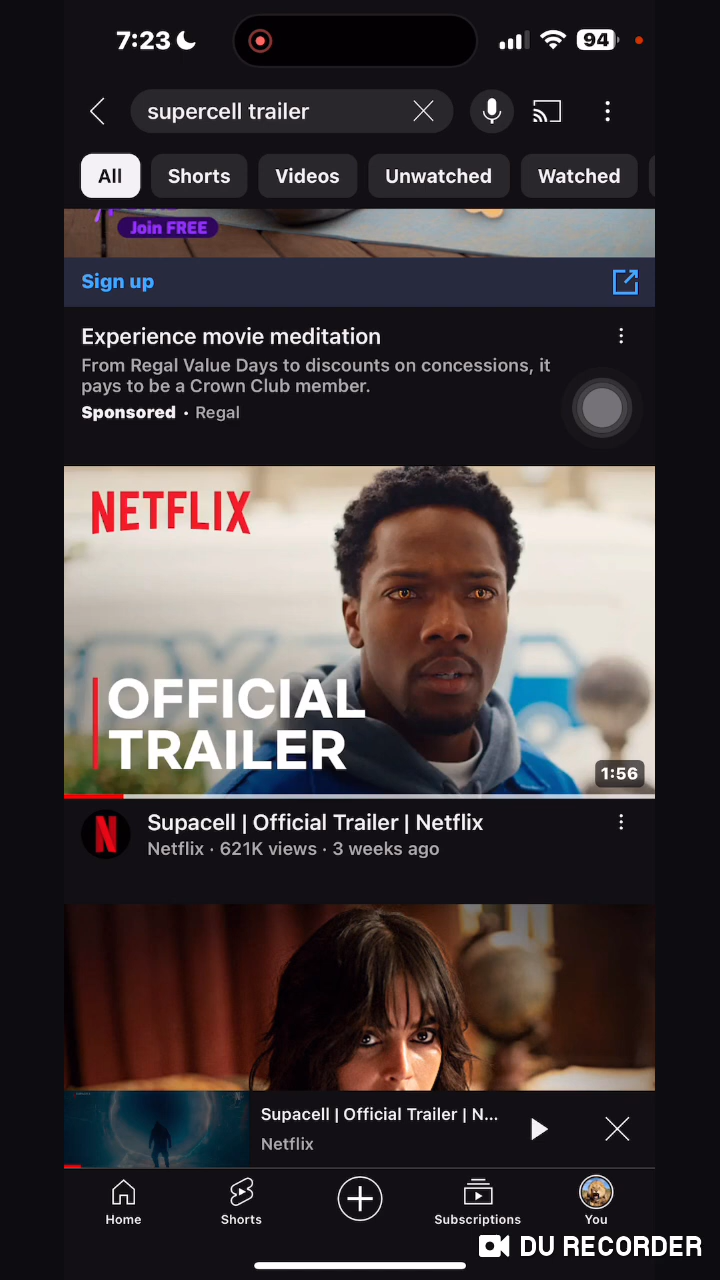 7:23
94
supercell trailer
All
Shorts
Videos
Unwatched
Watched
Join FREE
Sign up
Experience movie meditation
From Regal Value Days to discounts on concessions, it
pays to be a Crown Club member.
Sponsored · Regal
NETFLIX
OFFICIAL
TRAILER
1:56
N
Supacell | Official Trailer | Netflix
Netflix · 621K views · 3 weeks ago
Supacell | Official Trailer | N...
Netflix
Home
Shorts
Subscriptions
You
DU RECORDER